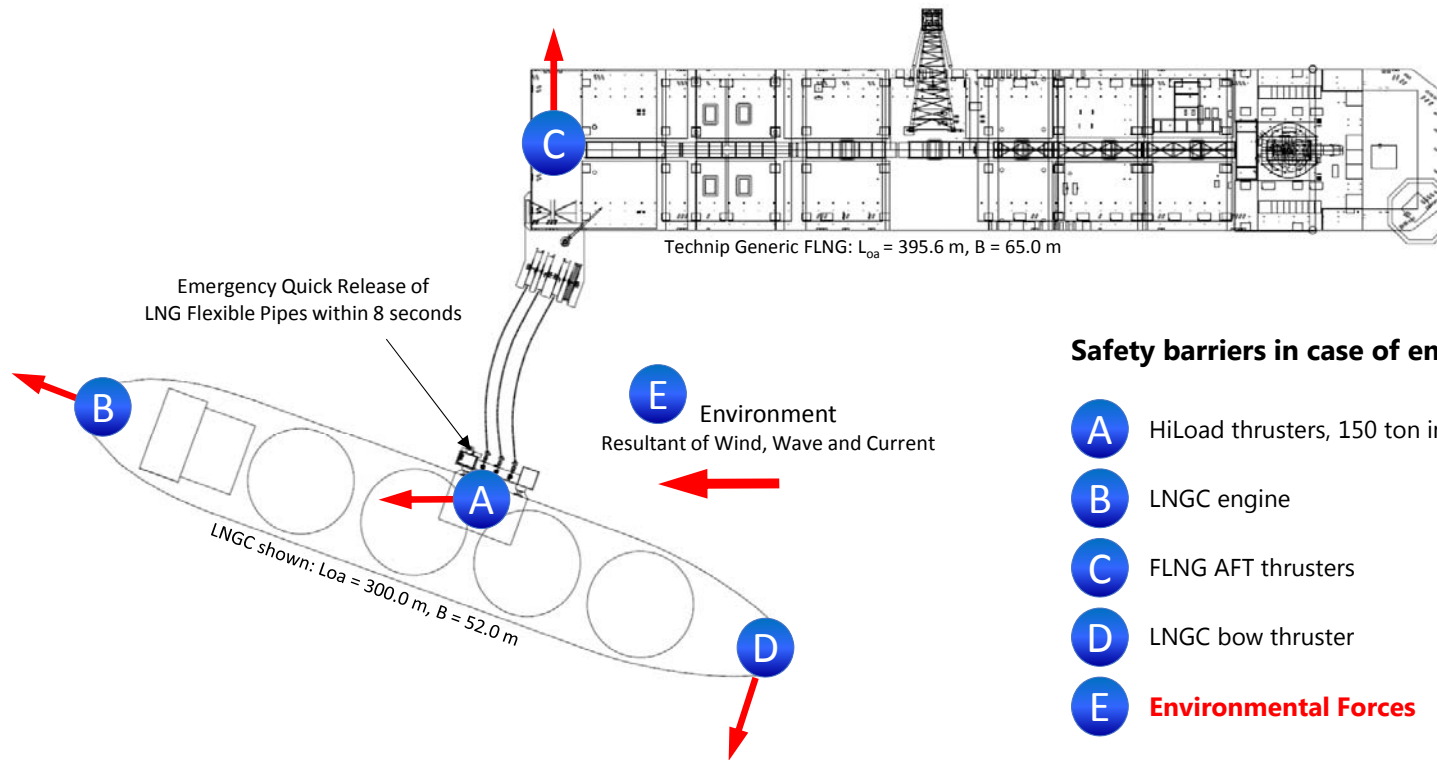 C
Technip Generic FLNG: Loa = 395.6 m, B = 65.0 m
Emergency Quick Release of
LNG Flexible Pipes within 8 seconds
B
E
Environment
Resultant of Wind, Wave and Current
A
LNGC shown: Loa = 300.0 m, B = 52.0 m
D
Safety barriers in case of
A HiLoad thrusters, 150 ton
B LNGC engine
C FLNG AFT thrusters
D LNGC bow thruster
E Environmental Forces